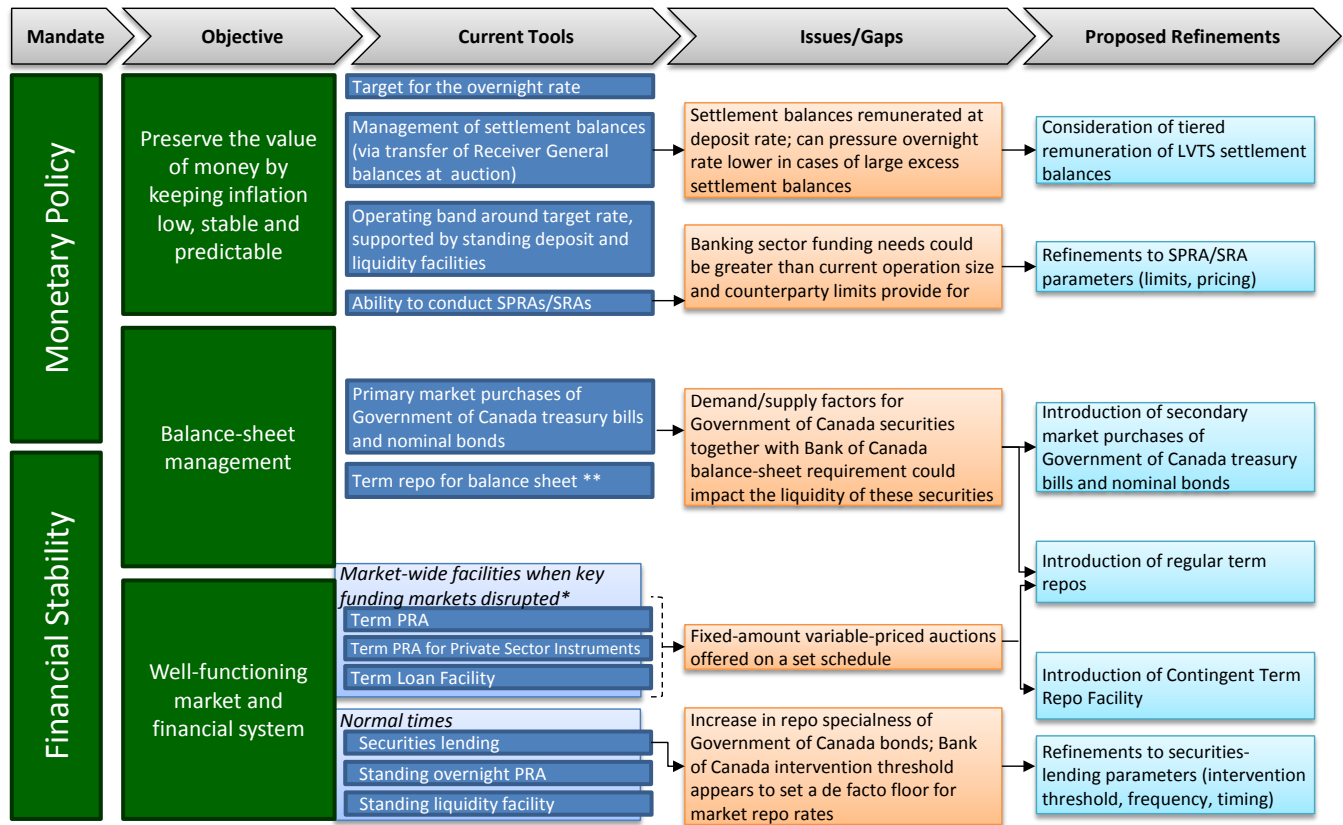 Mandate
Objective
Current Tools
Issues/Gaps
Proposed Refinements
Monetary Policy
Financial Stability
Preserve the value
of money by
keeping inflation
low, stable and
predictable
Balance-sheet
management
Well-functioning
market and
financial system
Target for the overnight rate
Management of settlement balances
(via transfer of Receiver General
balances at auction)
Operating band around target rate,
supported by standing deposit and
liquidity facilities
Ability to conduct SPRAs/SRAs
Primary market purchases of
Government of Canada treasury bills
and nominal bonds
Term repo for balance sheet **
Market-wide facilities when key
funding markets disrupted*
Term PRA
Term PRA for Private Sector Instruments
Term Loan Facility
Normal times
Securities lending
Standing overnight PRA
Standing liquidity facility
Settlement balances remunerated at
deposit rate; can pressure overnight
rate lower in cases of large excess
settlement balances
Banking sector funding needs could
be greater than current operation size
and counterparty limits provide for
Demand/supply factors for
Government of Canada securities
together with Bank of Canada
balance-sheet requirement could
impact the liquidity of these securities
Fixed-amount variable-priced auctions
offered on a set schedule
Increase in repo specialness of
Government of Canada bonds; Bank
of Canada intervention threshold
appears to set a de facto floor for
market repo rates
Consideration of tiered
remuneration of LVTS settlement
balances
Refinements to SPRA/SRA
parameters (limits, pricing)
Introduction of secondary
market purchases of
Government of Canada treasury
bills and nominal bonds
Introduction of regular term
repos
Introduction of Contingent Term
Repo Facility
Refinements to securities-
lending parameters (intervention
threshold, frequency, timing)